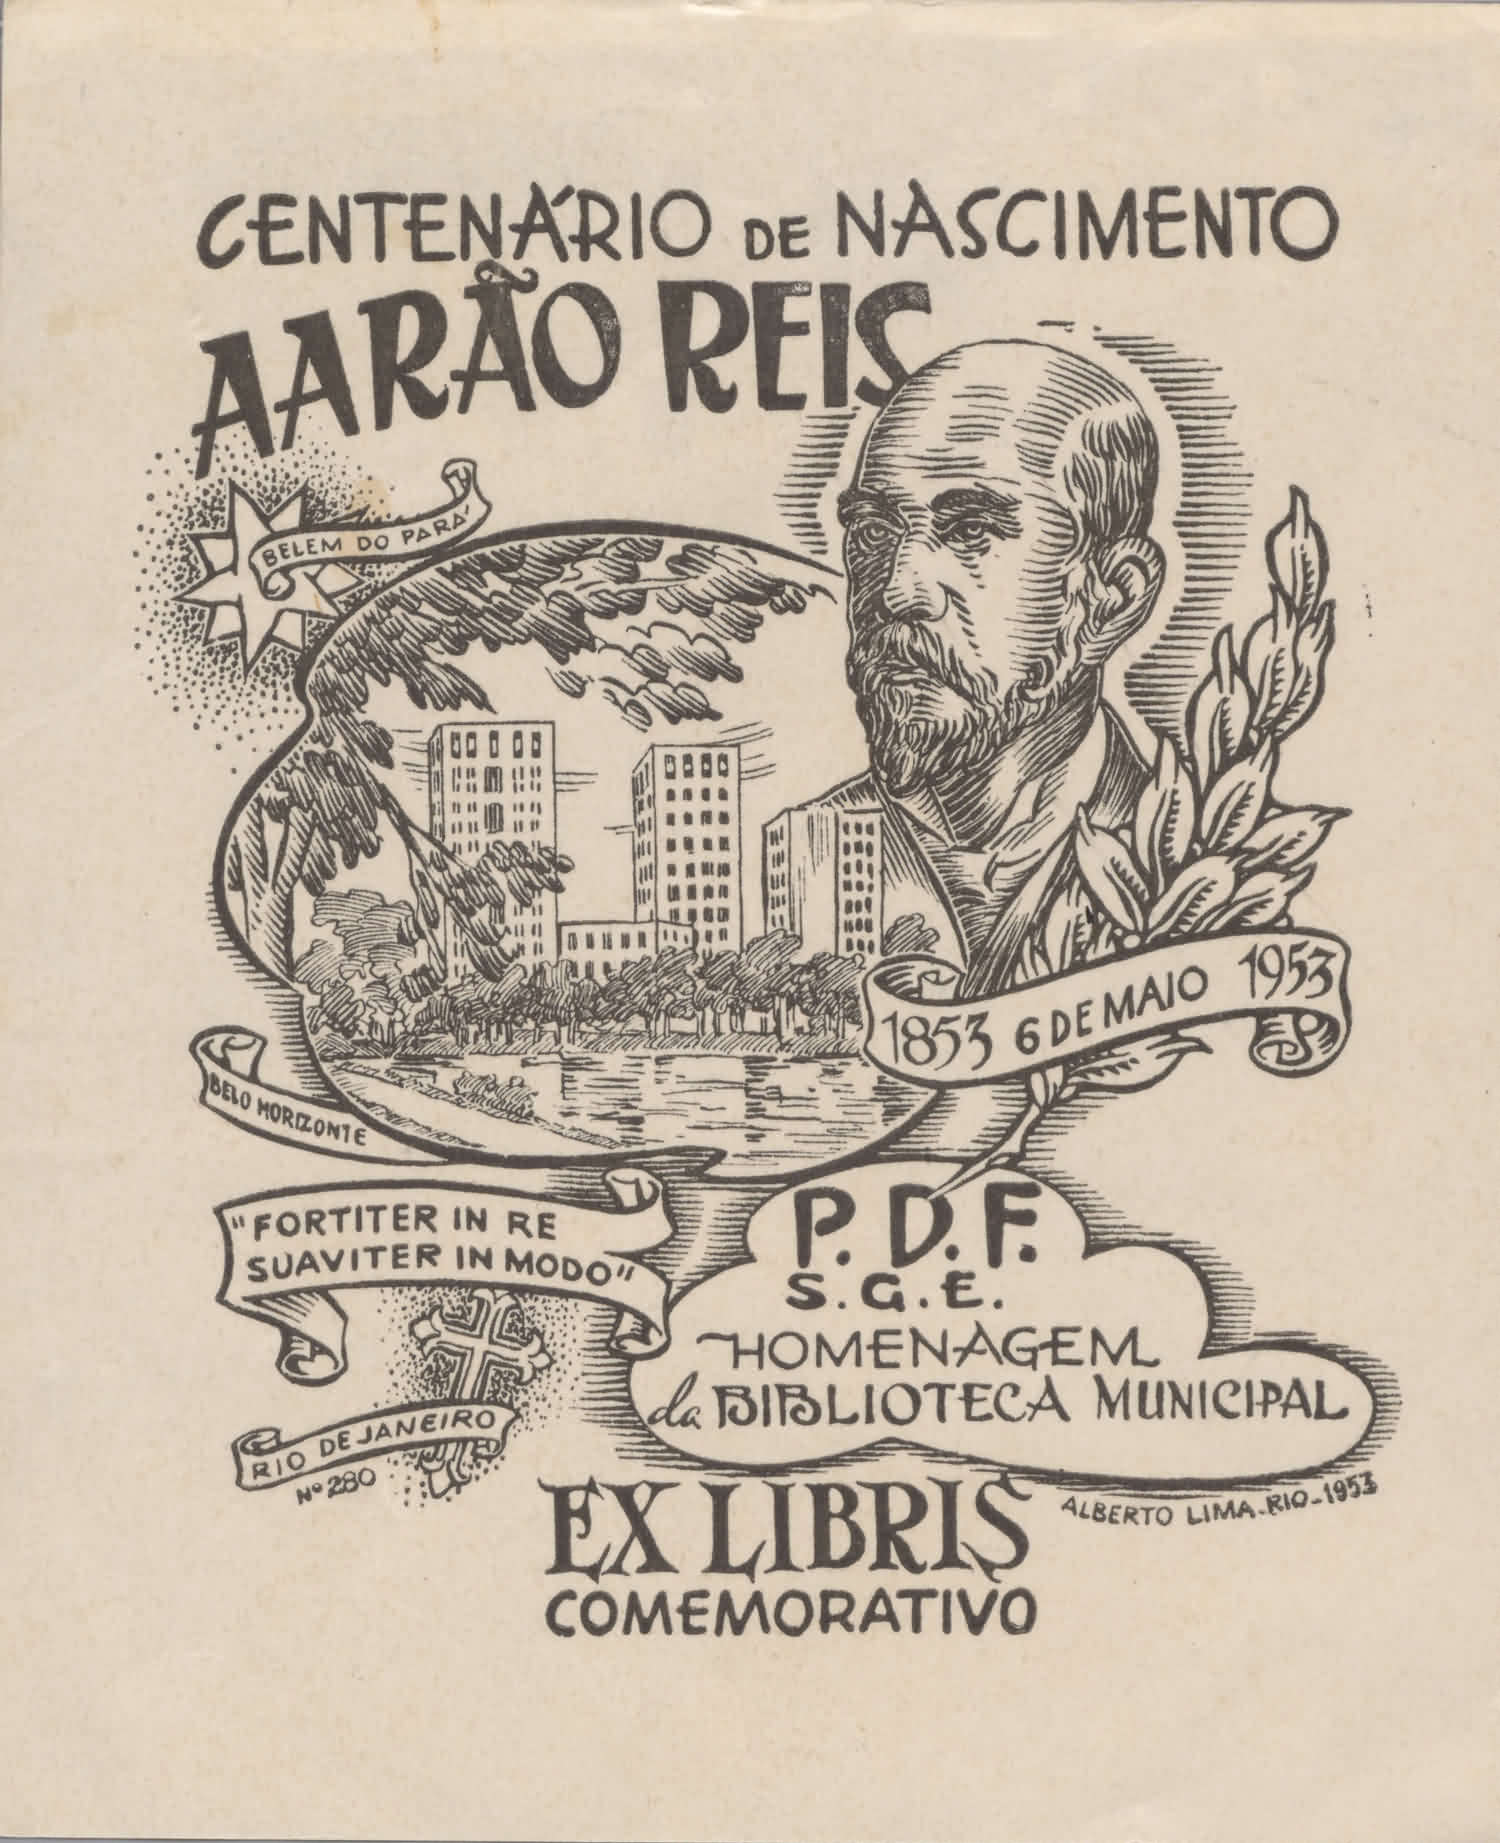 CENTENÁRIO DE NASCIMENTO
AARÃO REIS
BELEM DO PARÁ
1853 6 DE MAIO 1953
BELO HORIZONTE
"FORTITER IN RE
SUAVITER IN MODO"
P. D. F.
S. G. E.
HOMENAGEM
da BIBLIOTECA MUNICIPAL
RIO DE JANEIRO
Nº 280
EX LIBRIS
COMEMORATIVO
ALBERTO LIMA-RIO-1953